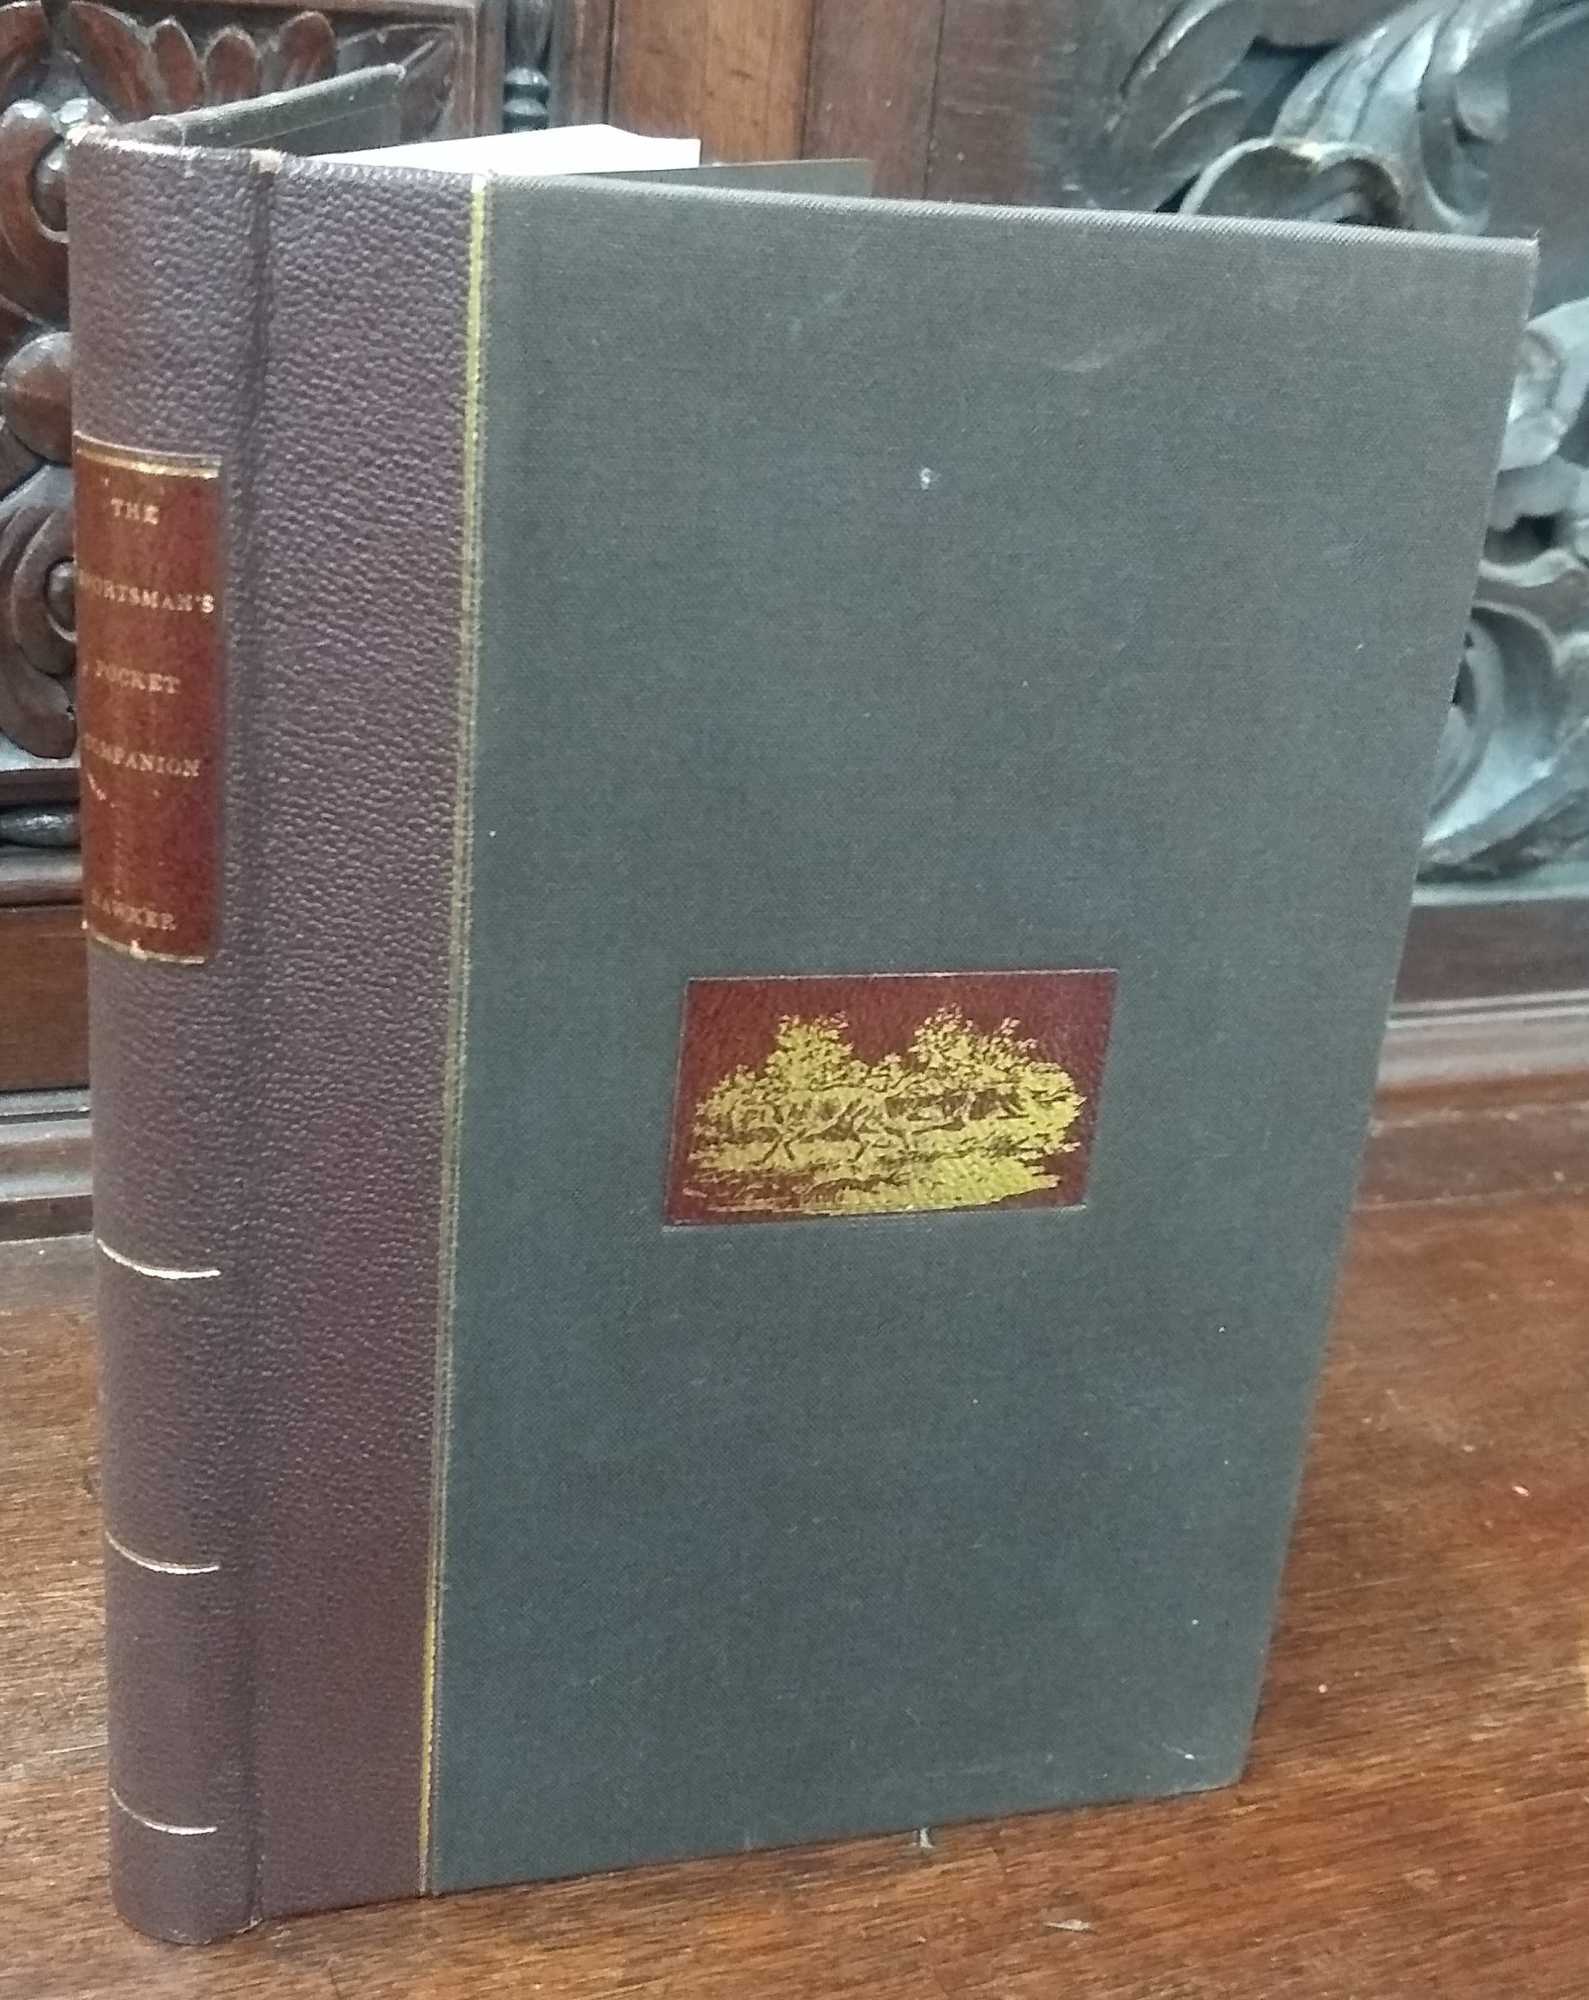 THE
SPORTSMAN'S
POCKET
COMPANION
HAWKER